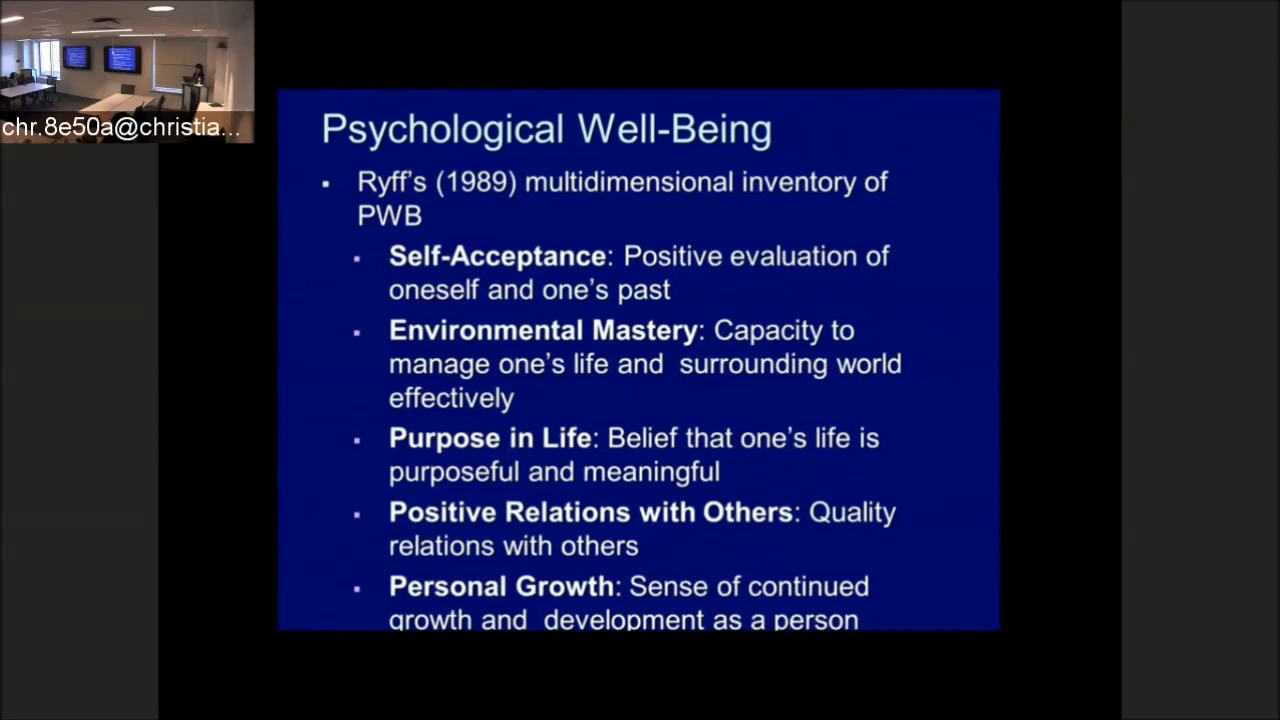 chr.8e50a@christia...
Psychological Well-Being
▪ Ryff's (1989) multidimensional inventory of
PWB
▪ Self-Acceptance: Positive evaluation of
oneself and one's past
▪ Environmental Mastery: Capacity to
manage one's life and surrounding world
effectively
▪ Purpose in Life: Belief that one's life is
purposeful and meaningful
▪ Positive Relations with Others: Quality
relations with others
▪ Personal Growth: Sense of continued
growth and development as a person